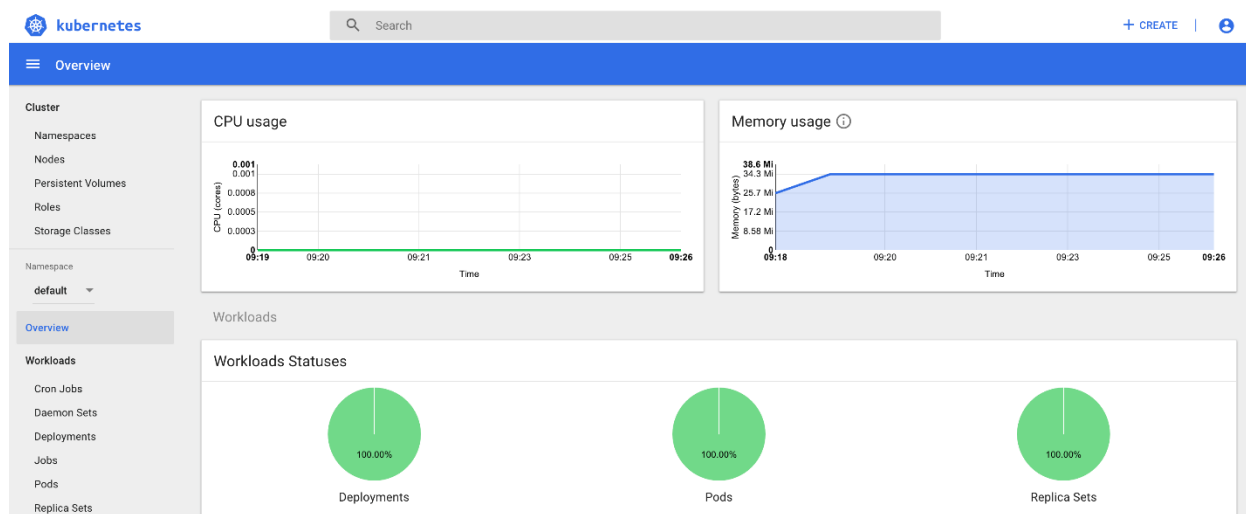 kubernetes
Search
+ CREATE |
Overview
Cluster
Namespaces
Nodes
Persistent Volumes
Roles
Storage Classes
Namespace
default
Overview
Workloads
Cron Jobs
Daemon Sets
Deployments
Jobs
Pods
Replica Sets
CPU usage
CPU (cores)
0.001
0.001
0.0008
0.0005
0.0003
0
09:19 09:20 09:21 09:23 09:25 09:26
Time
Memory usage
Memory (bytes)
38.6 Mi
34.3 Mi
25.7 Mi
17.2 Mi
8.58 Mi
0
09:18 09:20 09:21 09:23 09:25 09:26
Time
Workloads
Workloads Statuses
100.00% 100.00% 100.00%
Deployments Pods Replica Sets